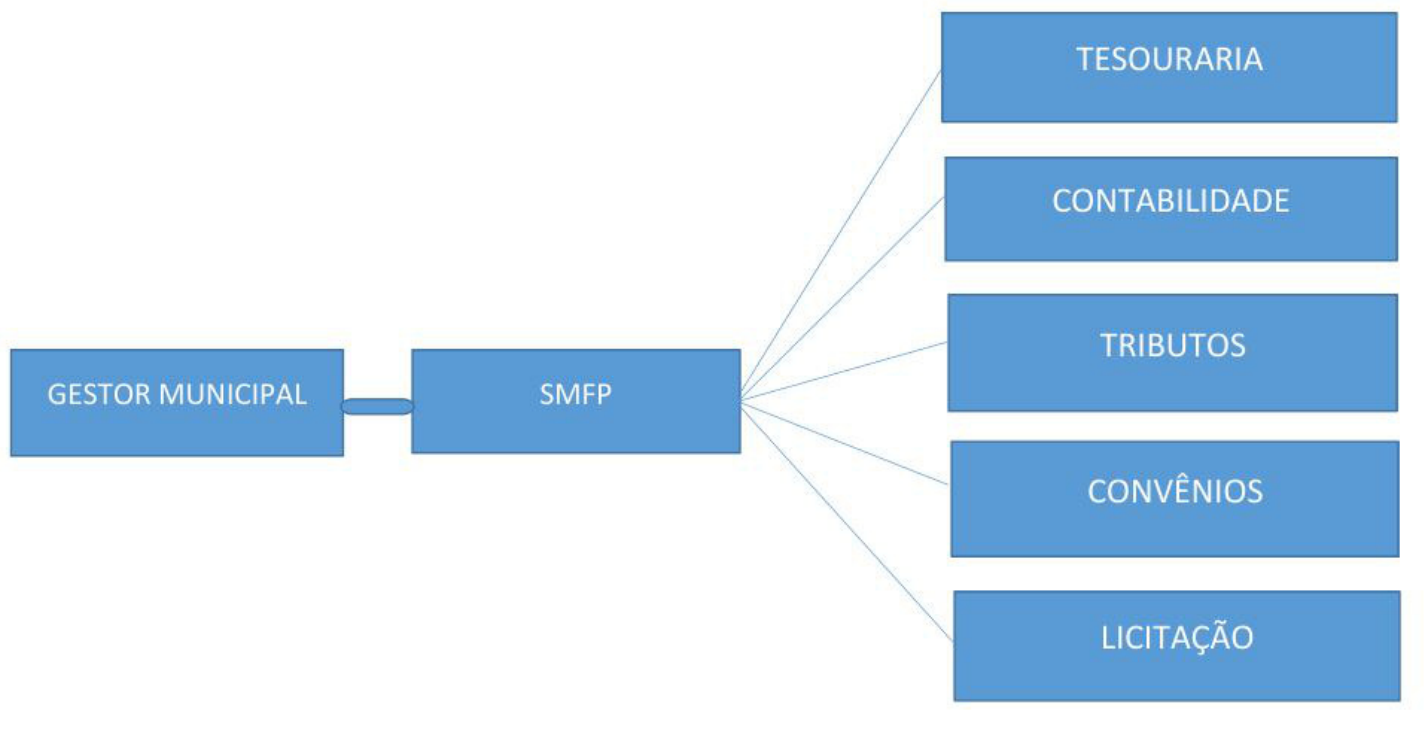 GESTOR MUNICIPAL
SMFP
TESOURARIA
CONTABILIDADE
TRIBUTOS
CONVÊNIOS
LICITAÇÃO